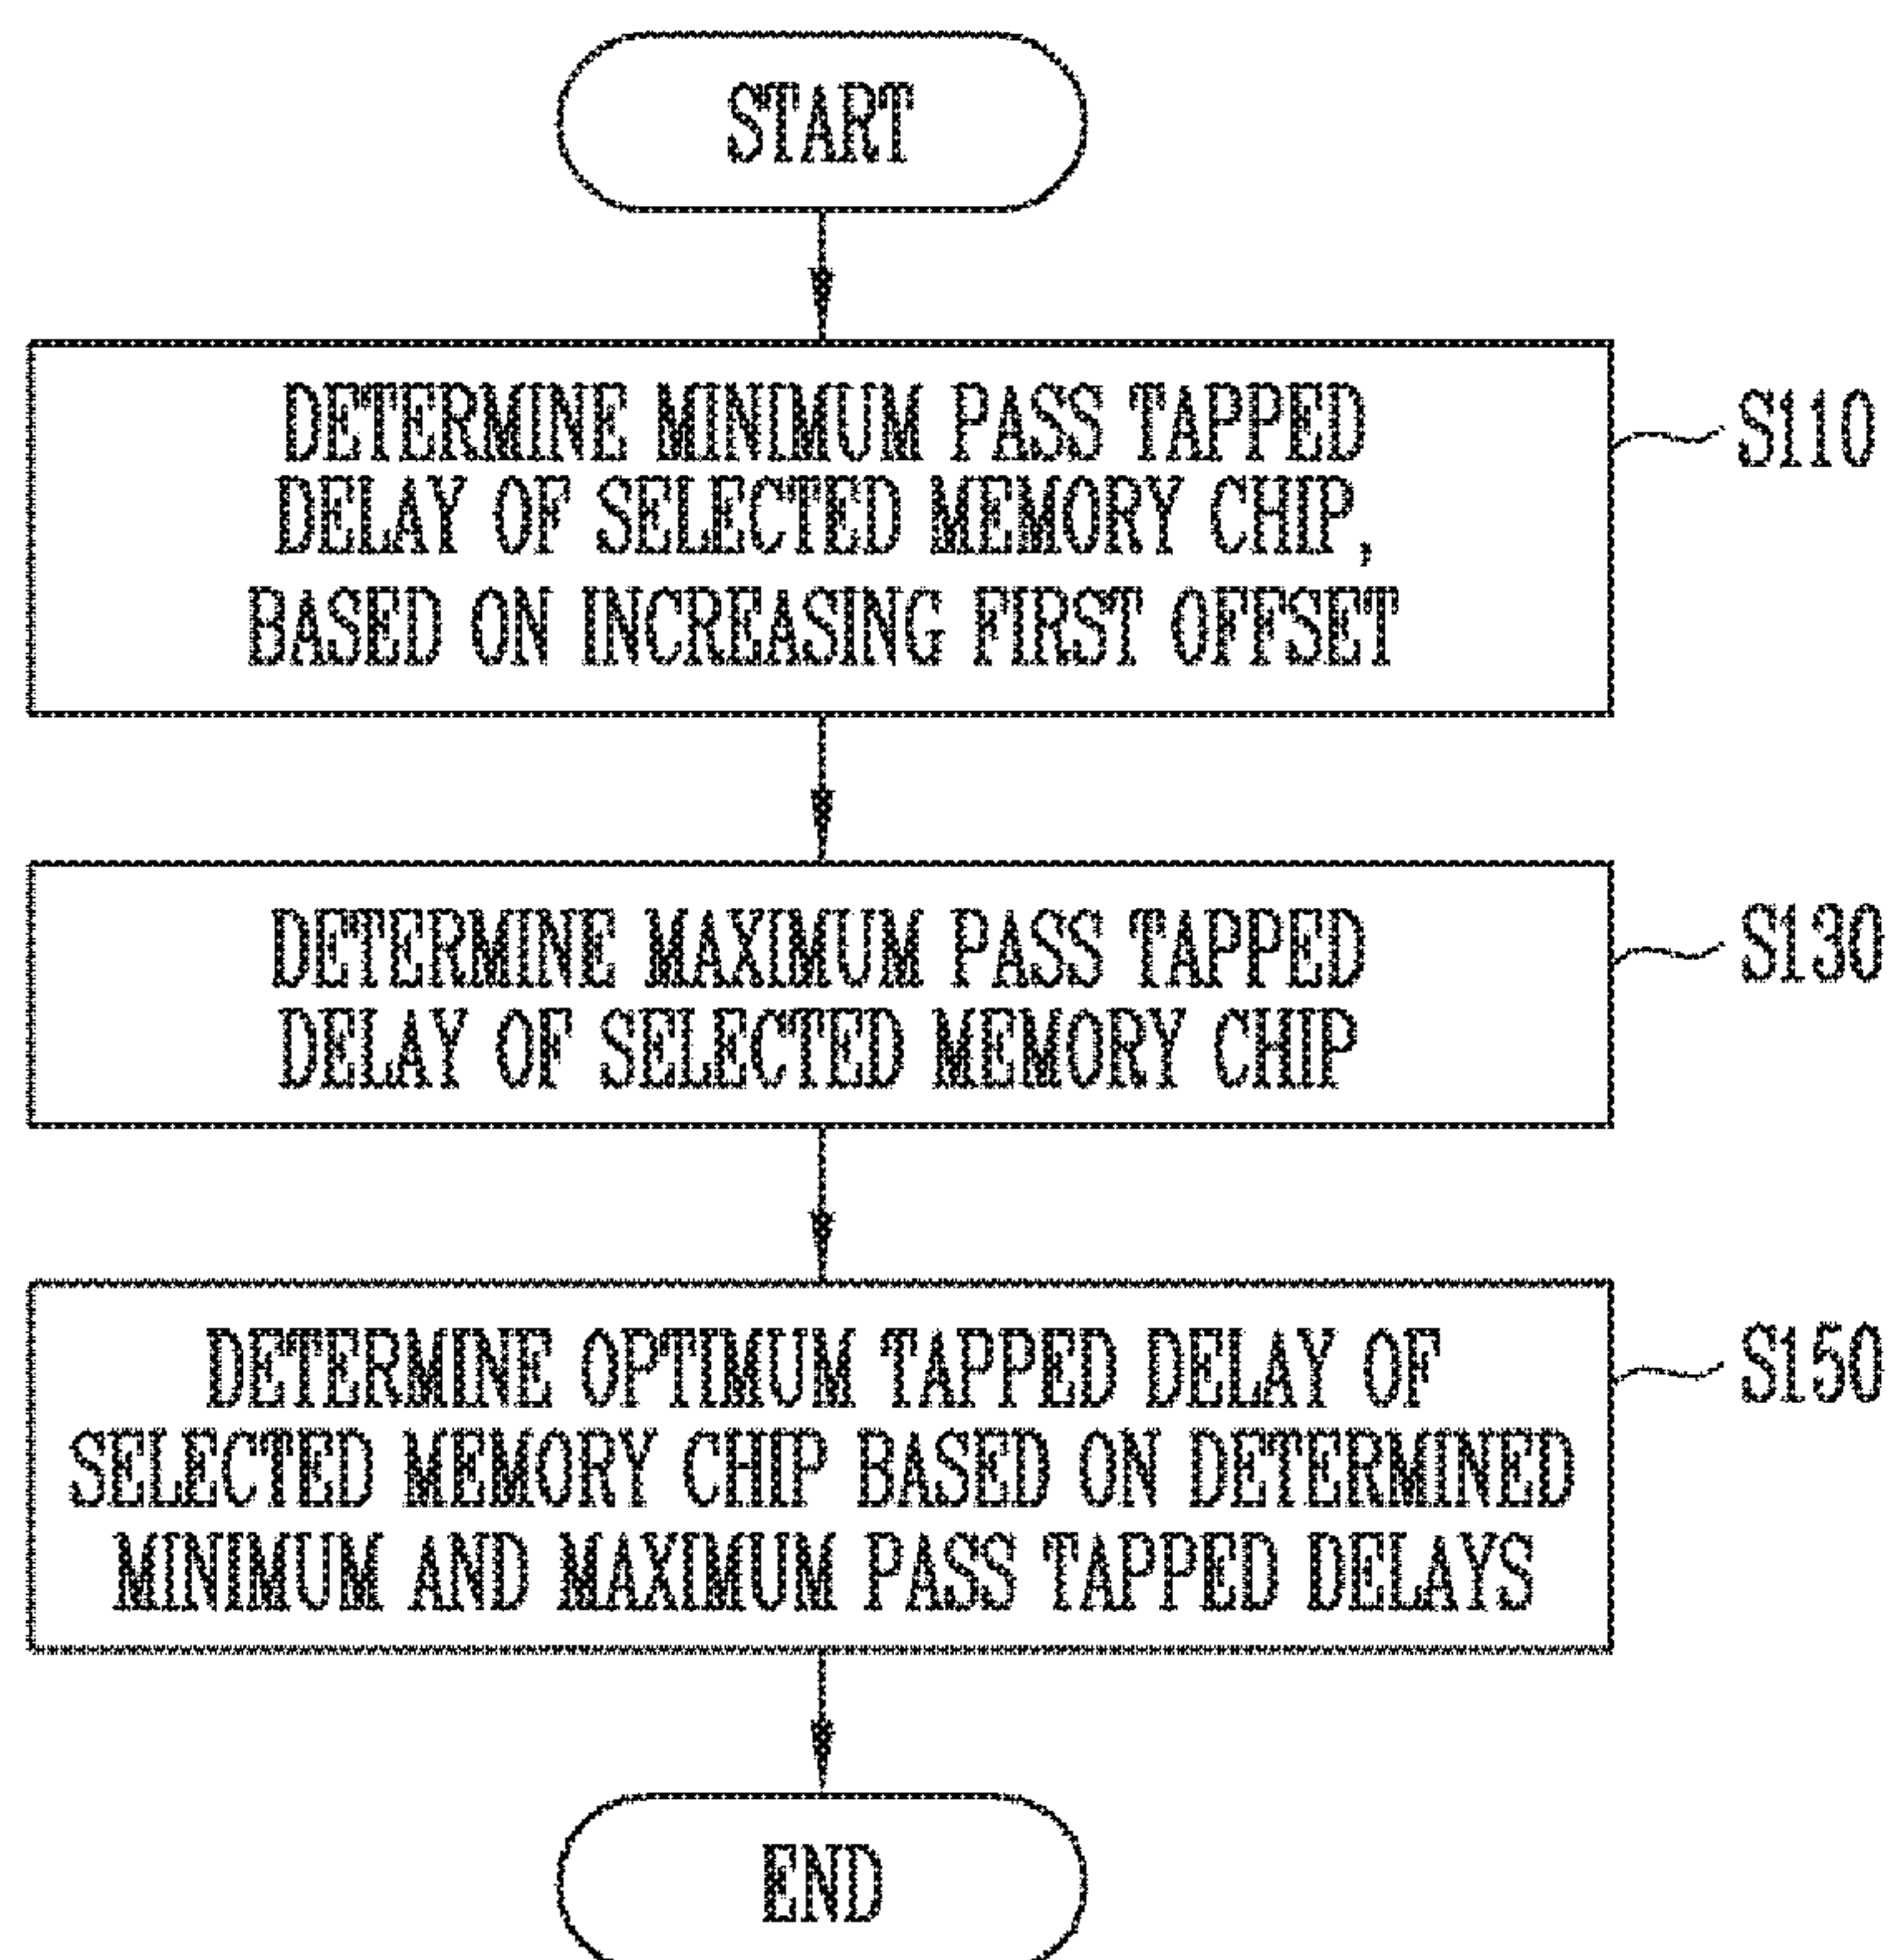 START
DETERMINE MINIMUM PASS TAPPED
DELAY OF SELECTED MEMORY CHIP,
BASED ON INCREASING FIRST OFFSET
S110
DETERMINE MAXIMUM PASS TAPPED
DELAY OF SELECTED MEMORY CHIP
S130
DETERMINE OPTIMUM TAPPED DELAY OF
SELECTED MEMORY CHIP BASED ON DETERMINED
MINIMUM AND MAXIMUM PASS TAPPED DELAYS
S150
END